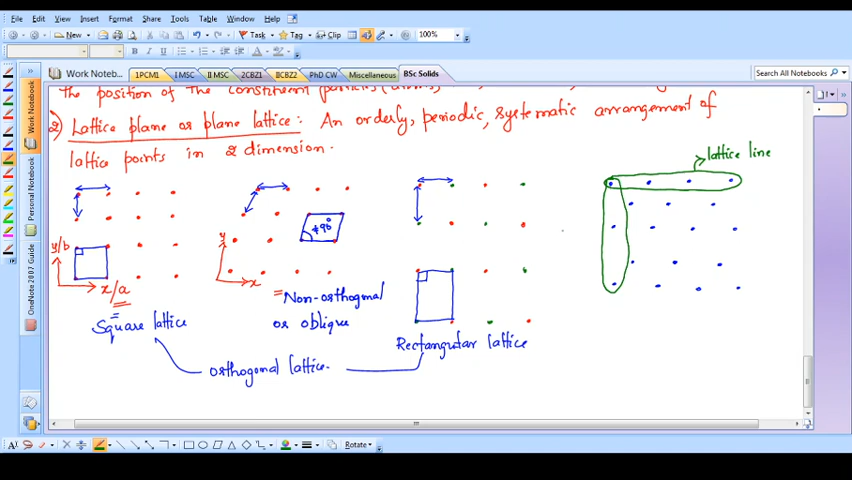 File Edit View Insert Format Share Tools Table Window Help
New Task Tag Clip 100%
B I U
Work Noteb... 1PCM1 I MSC II MSC 2CBZ1 IICBZ2 PhD CW Miscellaneous BSc Solids Search All Notebooks
Work Notebook
Personal Notebook
OneNote 2007 Guide
the position of the constituent particles
2) Lattice plane or plane lattice: An orderly, periodic, systematic arrangement of
lattice points in 2 dimension.
lattice line
≠90°
y/b
x/a
y
x
Square lattice
Non-orthogonal
or oblique
Rectangular lattice
orthogonal lattice.
Rotate